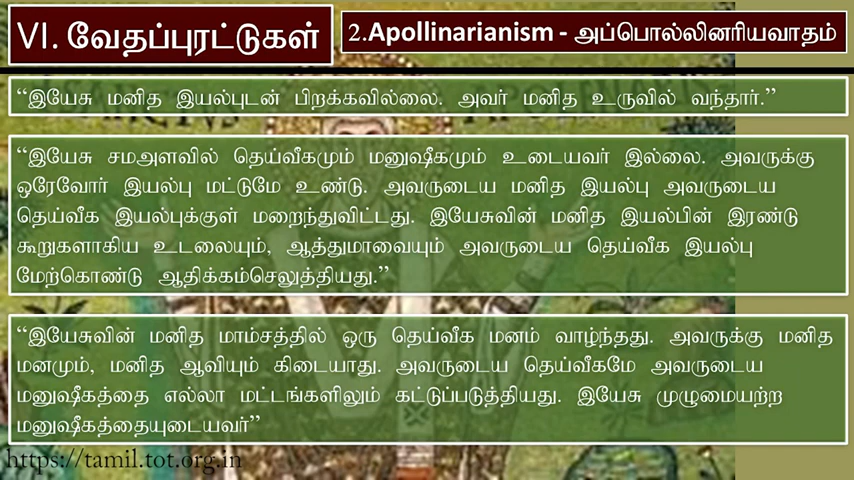 VI. வேதப்புரட்டுகள்
2.Apollinarianism - அப்பொல்லினரியவாதம்
“இயேசு மனித இயல்புடன் பிறக்கவில்லை. அவர் மனித உருவில் வந்தார்.”
“இயேசு சமஅளவில் தெய்வீகமும் மனுஷீகமும் உடையவர் இல்லை. அவருக்கு
ஒரேவோர் இயல்பு மட்டுமே உண்டு. அவருடைய மனித இயல்பு அவருடைய
தெய்வீக இயல்புக்குள் மறைந்துவிட்டது. இயேசுவின் மனித இயல்பின் இரண்டு
கூறுகளாகிய உடலையும், ஆத்துமாவையும் அவருடைய தெய்வீக இயல்பு
மேற்கொண்டு ஆதிக்கம்செலுத்தியது.”
“இயேசுவின் மனித மாம்சத்தில் ஒரு தெய்வீக மனம் வாழ்ந்தது. அவருக்கு மனித
மனமும், மனித ஆவியும் கிடையாது. அவருடைய தெய்வீகமே அவருடைய
மனுஷீகத்தை எல்லா மட்டங்களிலும் கட்டுப்படுத்தியது. இயேசு முழுமையற்ற
மனுஷீகத்தையுடையவர்”
https://tamil.tot.org.in